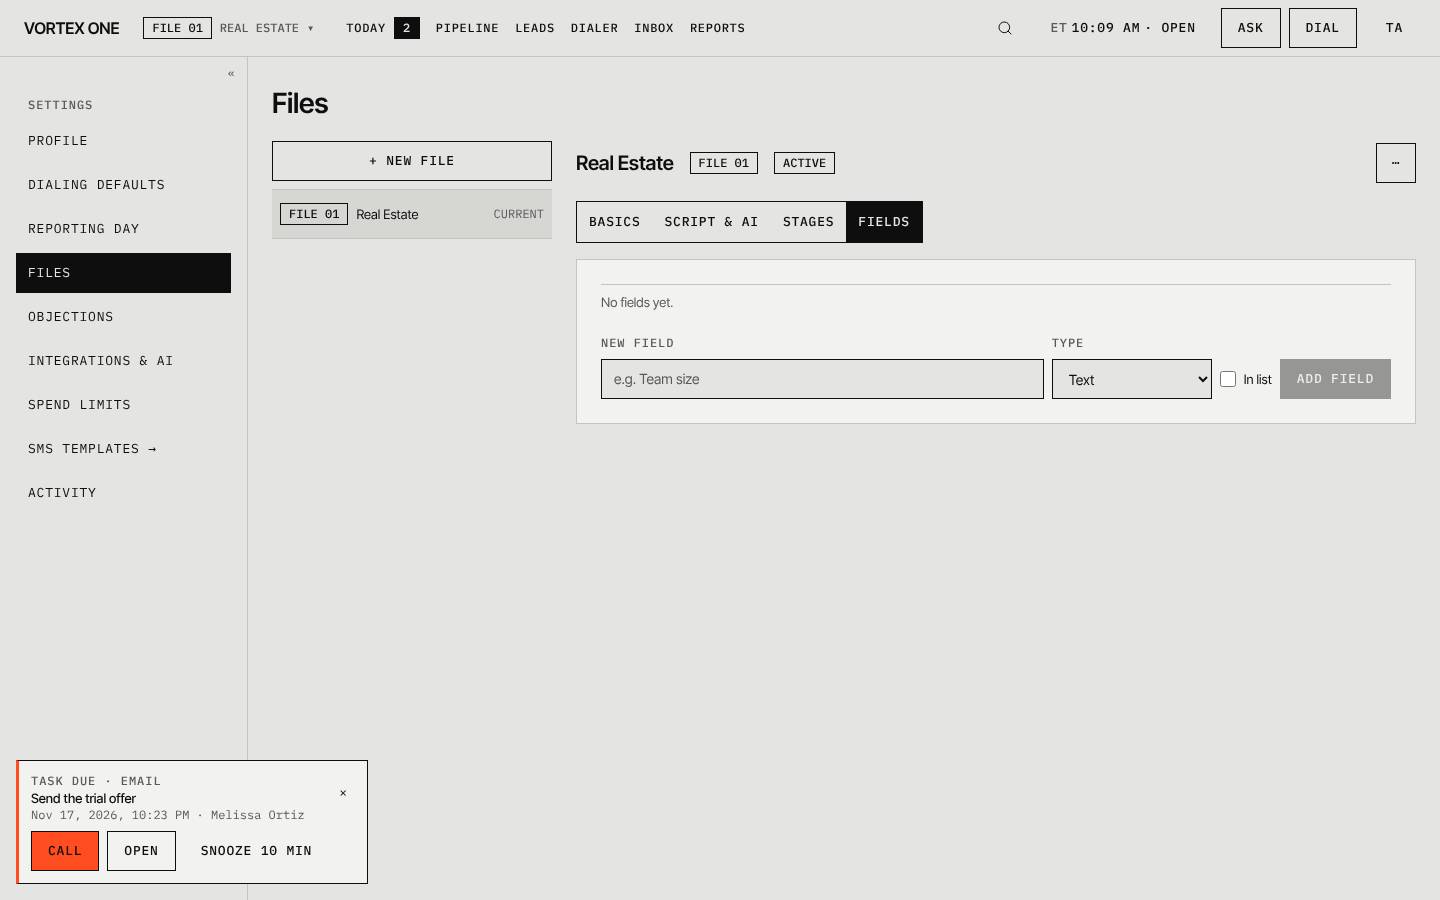 VORTEX ONE FILE 01 REAL ESTATE ▾ TODAY 2 PIPELINE LEADS DIALER INBOX REPORTS ET 10:09 AM · OPEN ASK DIAL TA
«
SETTINGS
PROFILE
DIALING DEFAULTS
REPORTING DAY
FILES
OBJECTIONS
INTEGRATIONS & AI
SPEND LIMITS
SMS TEMPLATES →
ACTIVITY
Files
+ NEW FILE
FILE 01 Real Estate CURRENT
Real Estate FILE 01 ACTIVE ⋯
BASICS SCRIPT & AI STAGES FIELDS
No fields yet.
NEW FIELD TYPE
e.g. Team size Text In list ADD FIELD
TASK DUE · EMAIL
×
Send the trial offer
Nov 17, 2026, 10:23 PM · Melissa Ortiz
CALL OPEN SNOOZE 10 MIN